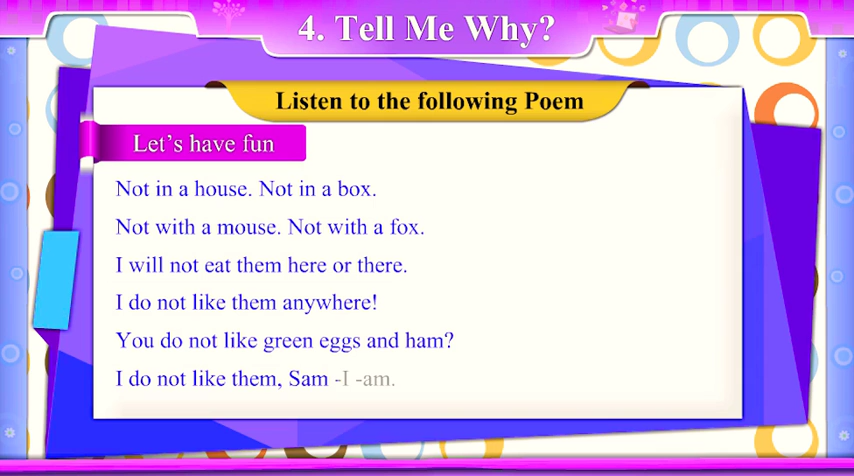 4. Tell Me Why?
Listen to the following Poem
Let's have fun
Not in a house. Not in a box.
Not with a mouse. Not with a fox.
I will not eat them here or there.
I do not like them anywhere!
You do not like green eggs and ham?
I do not like them, Sam -I -am.